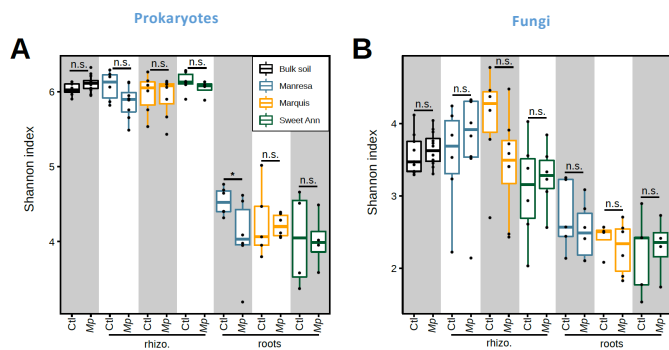 Prokaryotes
Fungi
A
B
n.s. n.s. n.s. n.s.
Bulk soil
Manresa
Marquis
Sweet Ann
* n.s. n.s.
Shannon index
6
4
Ctl Mp Ctl Mp Ctl Mp Ctl Mp Ctl Mp Ctl Mp Ctl Mp
rhizo. roots
n.s. n.s. n.s. n.s. n.s. n.s. n.s.
Shannon index
4
3
2
Ctl Mp Ctl Mp Ctl Mp Ctl Mp Ctl Mp Ctl Mp Ctl Mp
rhizo. roots